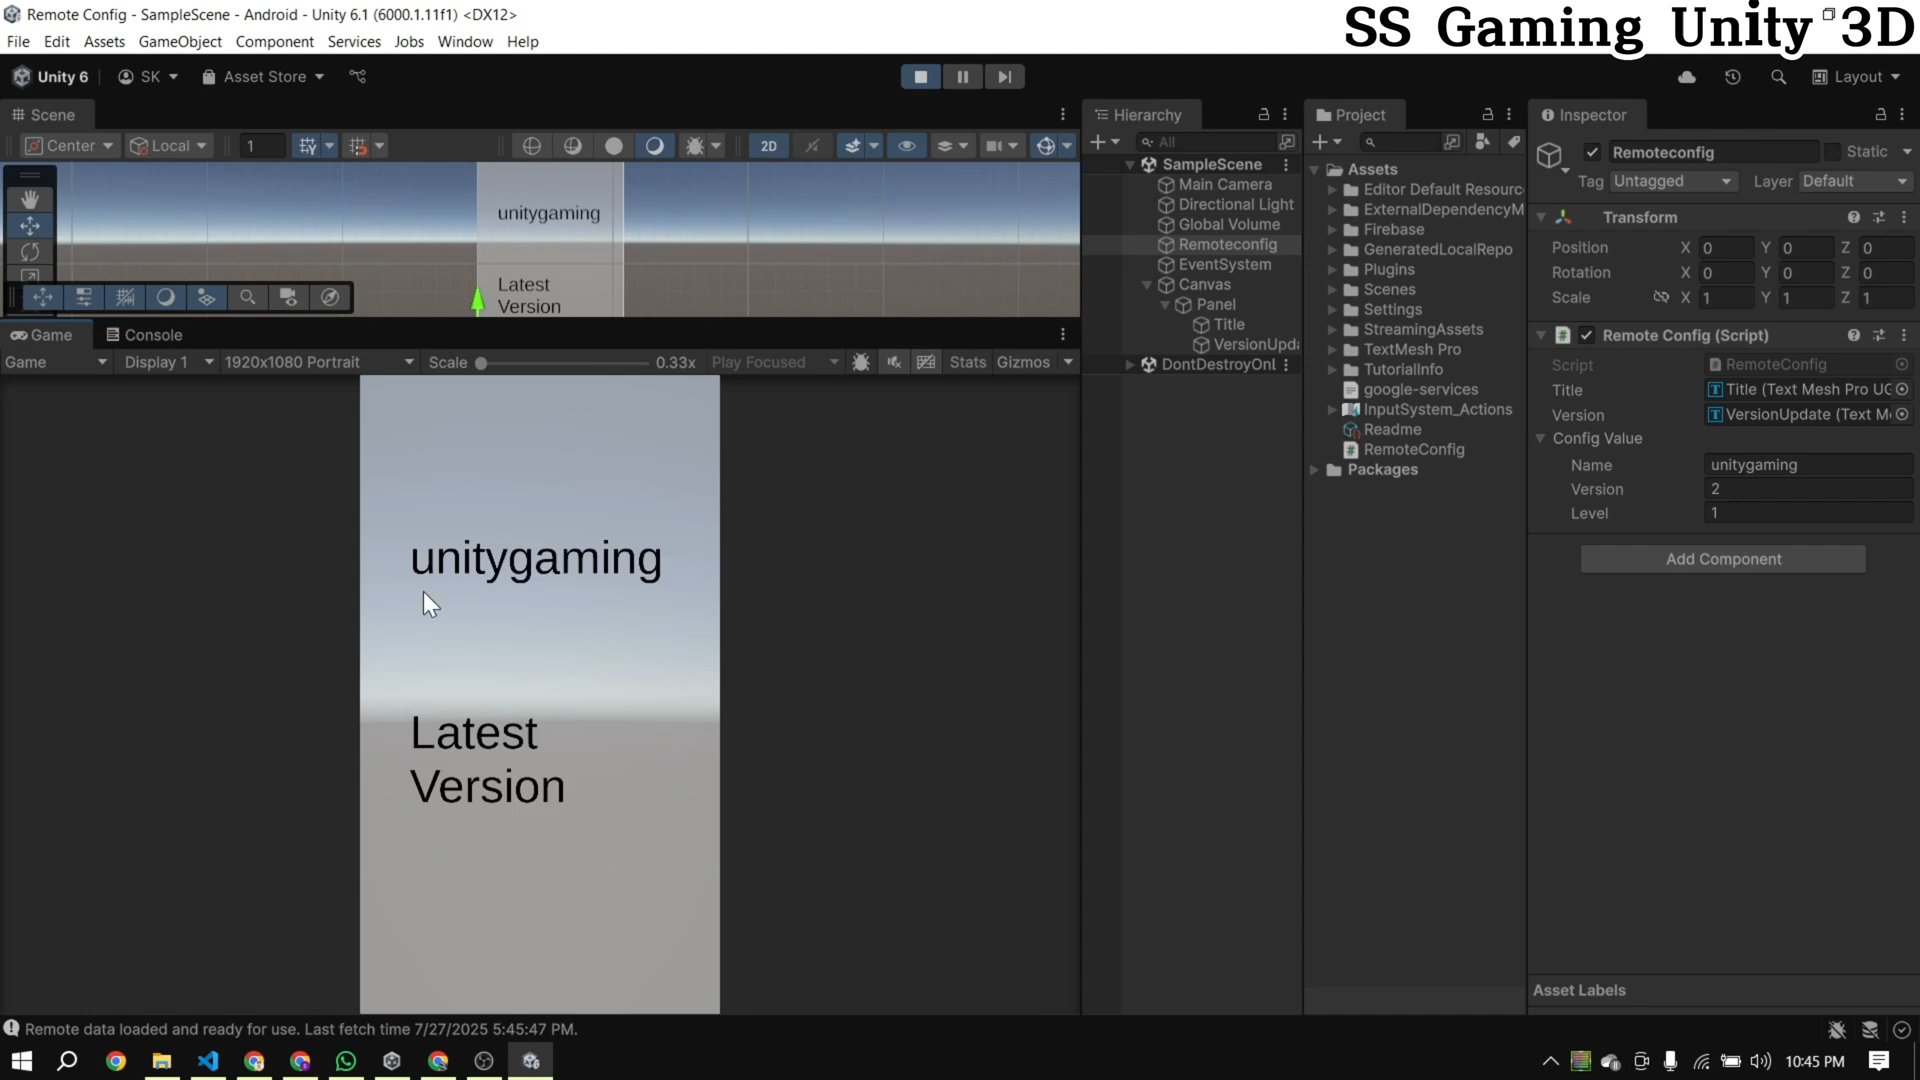 Remote Config - SampleScene - Android - Unity 6.1 (6000.1.11f1) <DX12>
SS Gaming Unity 3D
File Edit Assets GameObject Component Services Jobs Window Help
Unity 6 SK Asset Store Layout
Scene
Center Local 1 2D
unitygaming
Latest
Version
Game Console
Game Display 1 1920x1080 Portrait Scale 0.33x Play Focused Stats Gizmos
unitygaming
Latest
Version
Hierarchy
All
SampleScene
Main Camera
Directional Light
Global Volume
Remoteconfig
EventSystem
Canvas
Panel
Title
VersionUpda
DontDestroyOnl
Project
Assets
Editor Default Resourc
ExternalDependencyM
Firebase
GeneratedLocalRepo
Plugins
Scenes
Settings
StreamingAssets
TextMesh Pro
TutorialInfo
google-services
InputSystem_Actions
Readme
RemoteConfig
Packages
Inspector
Remoteconfig Static
Tag Untagged Layer Default
Transform
Position X 0 Y 0 Z 0
Rotation X 0 Y 0 Z 0
Scale X 1 Y 1 Z 1
Remote Config (Script)
Script RemoteConfig
Title Title (Text Mesh Pro UG
Version VersionUpdate (Text M
Config Value
Name unitygaming
Version 2
Level 1
Add Component
Asset Labels
Remote data loaded and ready for use. Last fetch time 7/27/2025 5:45:47 PM.
10:45 PM